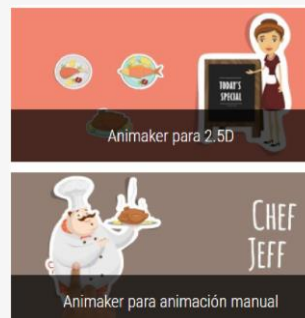 TODAY'S
SPECIAL
Animaker para 2.5D
CHEF
JEFF
Animaker para animación manual